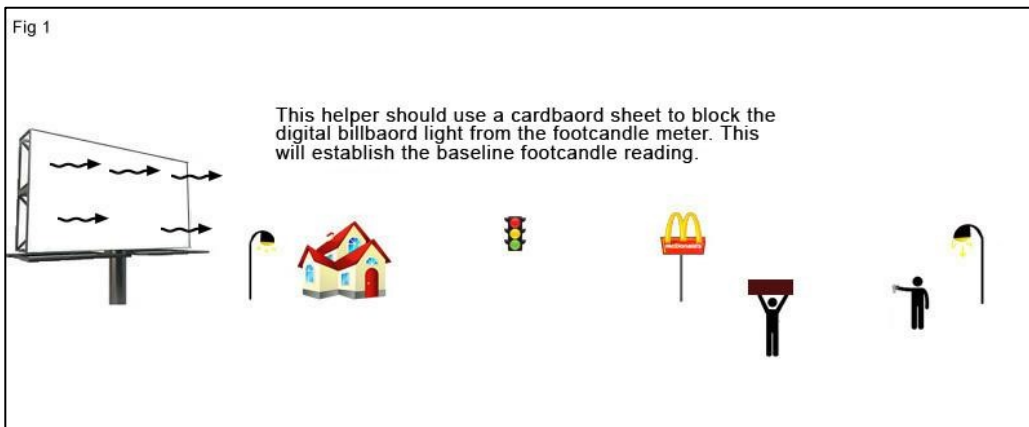 Fig 1
This helper should use a cardbaord sheet to block the
digital billbaord light from the footcandle meter. This
will establish the baseline footcandle reading.
McDonald's